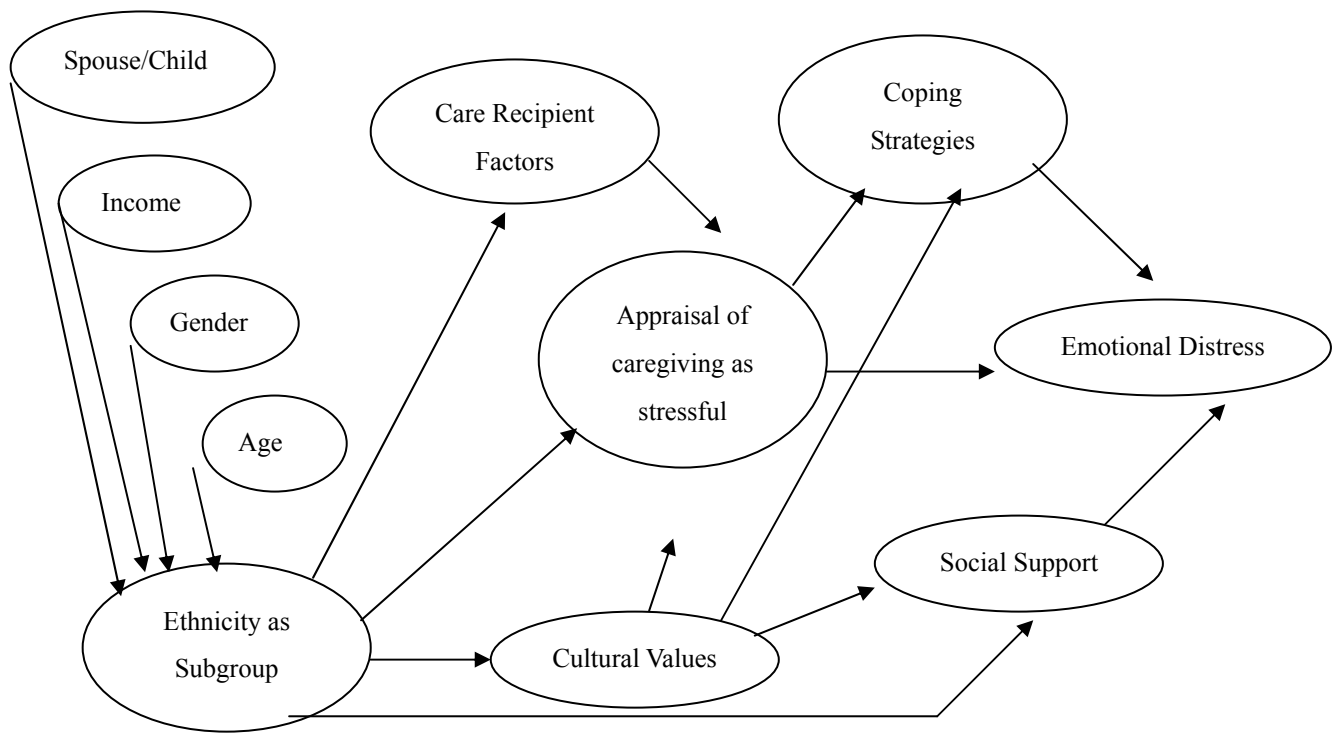 Spouse/Child
Income
Gender
Age
Ethnicity as
Subgroup
Care Recipient
Factors
Appraisal of
caregiving as
stressful
Cultural Values
Coping
Strategies
Emotional Distress
Social Support